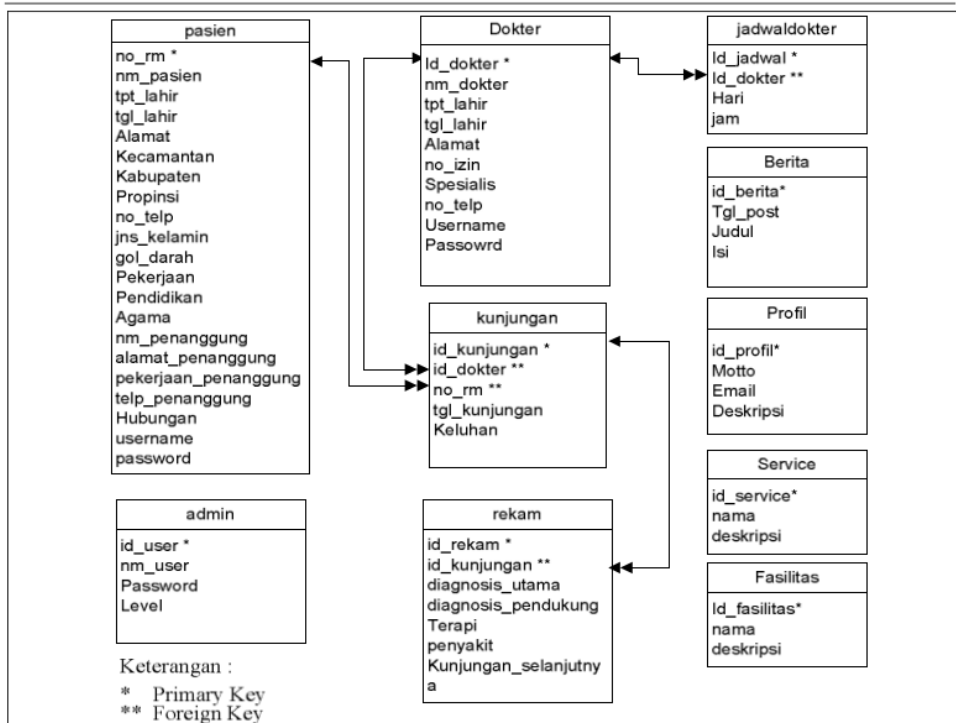 pasien
no_rm *
nm_pasien
tpt_lahir
tgl_lahir
Alamat
Kecamantan
Kabupaten
Propinsi
no_telp
jns_kelamin
gol_darah
Pekerjaan
Pendidikan
Agama
nm_penanggung
alamat_penanggung
pekerjaan_penanggung
telp_penanggung
Hubungan
username
password
Dokter
Id_dokter *
nm_dokter
tpt_lahir
tgl_lahir
Alamat
no_izin
Spesialis
no_telp
Username
Passowrd
jadwaldokter
Id_jadwal *
Id_dokter **
Hari
jam
Berita
id_berita*
Tgl_post
Judul
Isi
kunjungan
id_kunjungan *
id_dokter **
no_rm **
tgl_kunjungan
Keluhan
Profil
id_profil*
Motto
Email
Deskripsi
Service
id_service*
nama
deskripsi
admin
id_user *
nm_user
Password
Level
rekam
id_rekam *
id_kunjungan **
diagnosis_utama
diagnosis_pendukung
Terapi
penyakit
Kunjungan_selanjutny
a
Fasilitas
Id_fasilitas*
nama
deskripsi
Keterangan :
* Primary Key
** Foreign Key